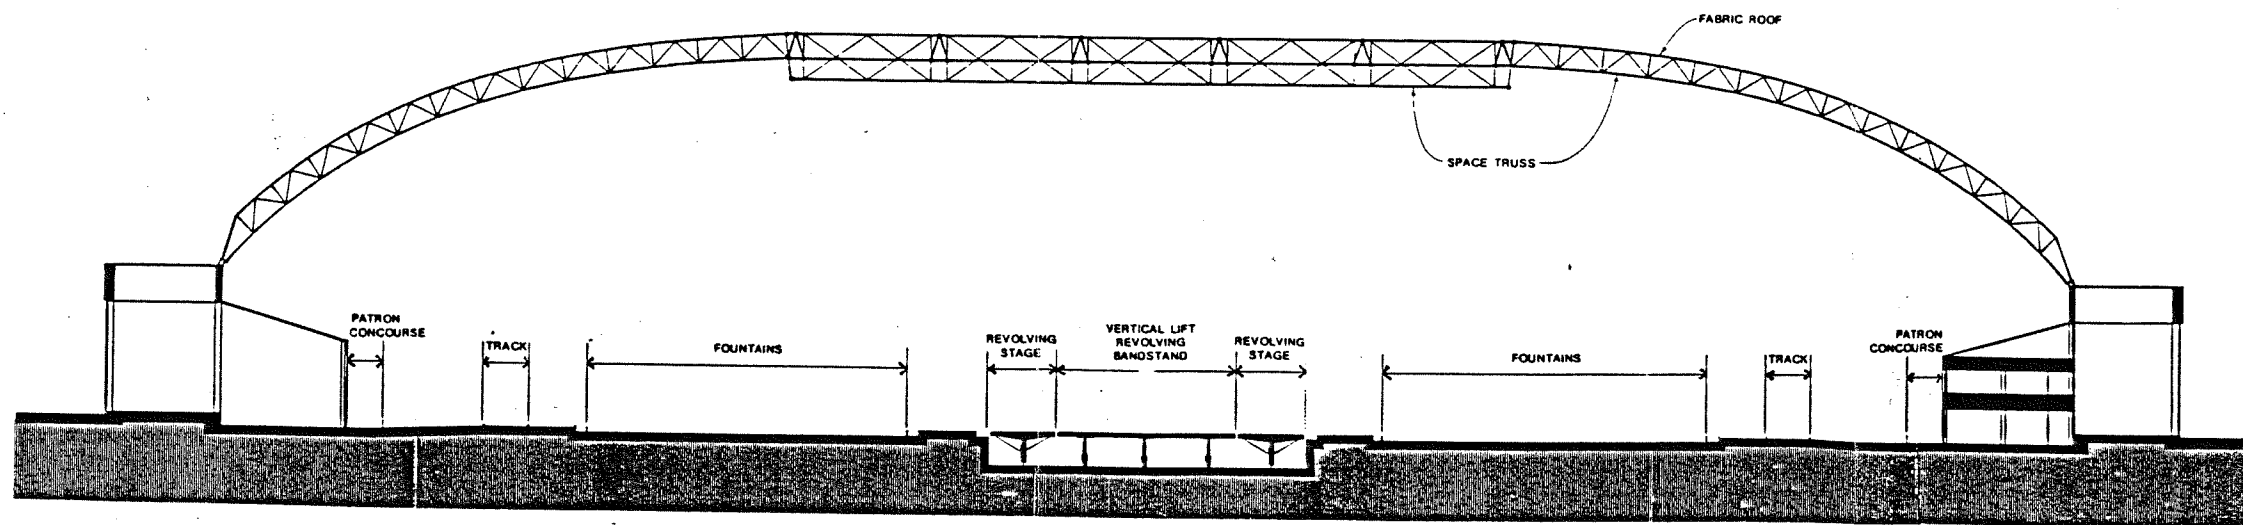 FABRIC ROOF
SPACE TRUSS
PATRON
CONCOURSE
TRACK
FOUNTAINS
REVOLVING
STAGE
VERTICAL LIFT
REVOLVING
BANDSTAND
REVOLVING
STAGE
FOUNTAINS
TRACK
PATRON
CONCOURSE